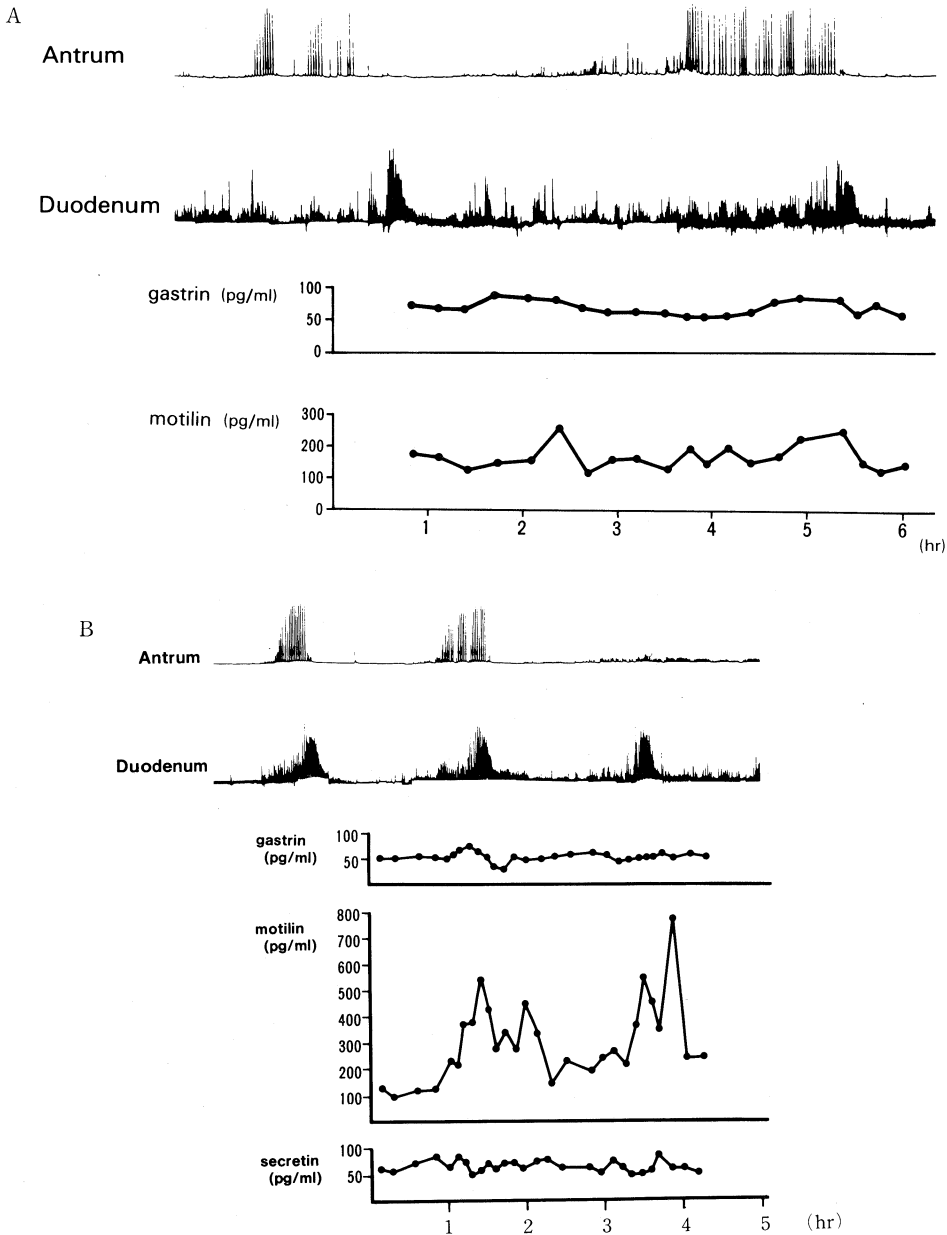 A
Antrum
Duodenum
gastrin (pg/ml)
100
50
0
motilin (pg/ml)
300
200
100
0
1 2 3 4 5 6
(hr)
B
Antrum
Duodenum
gastrin
(pg/ml)
100
50
motilin
(pg/ml)
800
700
600
500
400
300
200
100
secretin
(pg/ml)
100
50
1 2 3 4 5 (hr)